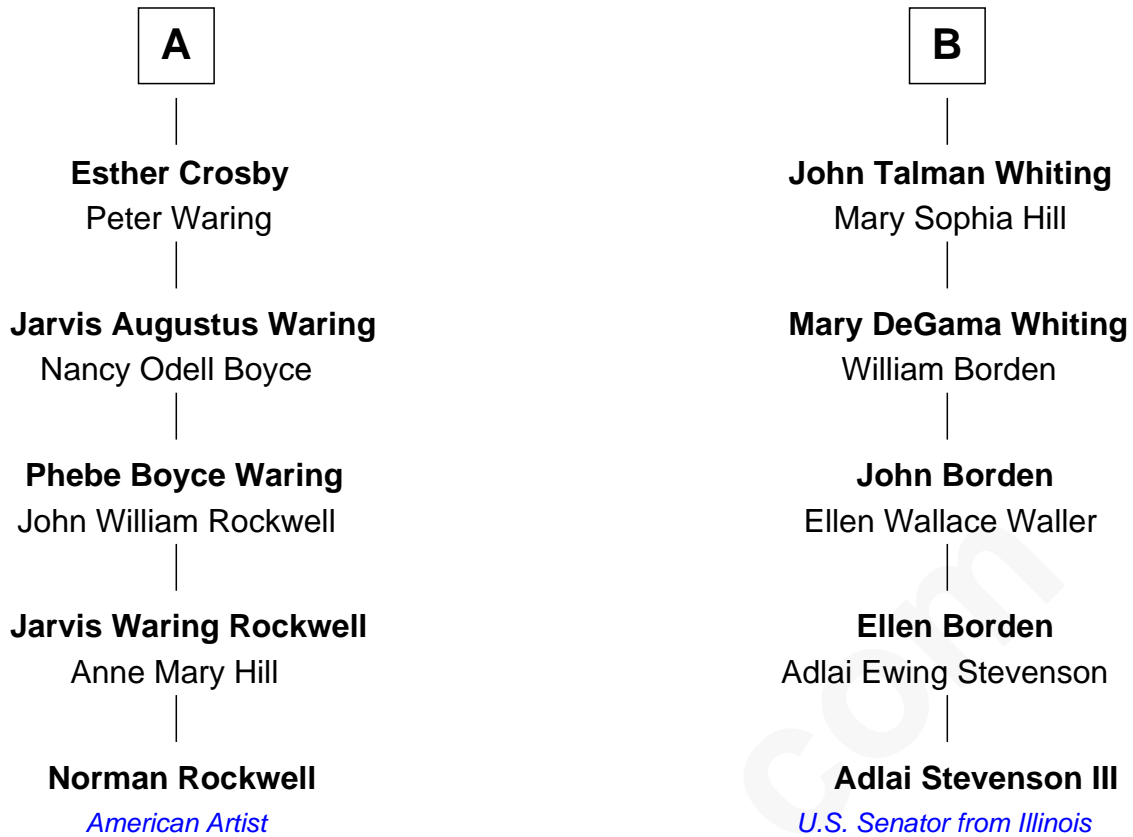 A
Esther Crosby
Peter Waring
Jarvis Augustus Waring
Nancy Odell Boyce
Phebe Boyce Waring
John William Rockwell
Jarvis Waring Rockwell
Anne Mary Hill
Norman Rockwell
American Artist
B
John Talman Whiting
Mary Sophia Hill
Mary DeGama Whiting
William Borden
John Borden
Ellen Wallace Waller
Ellen Borden
Adlai Ewing Stevenson
Adlai Stevenson III
U.S. Senator from Illinois
com